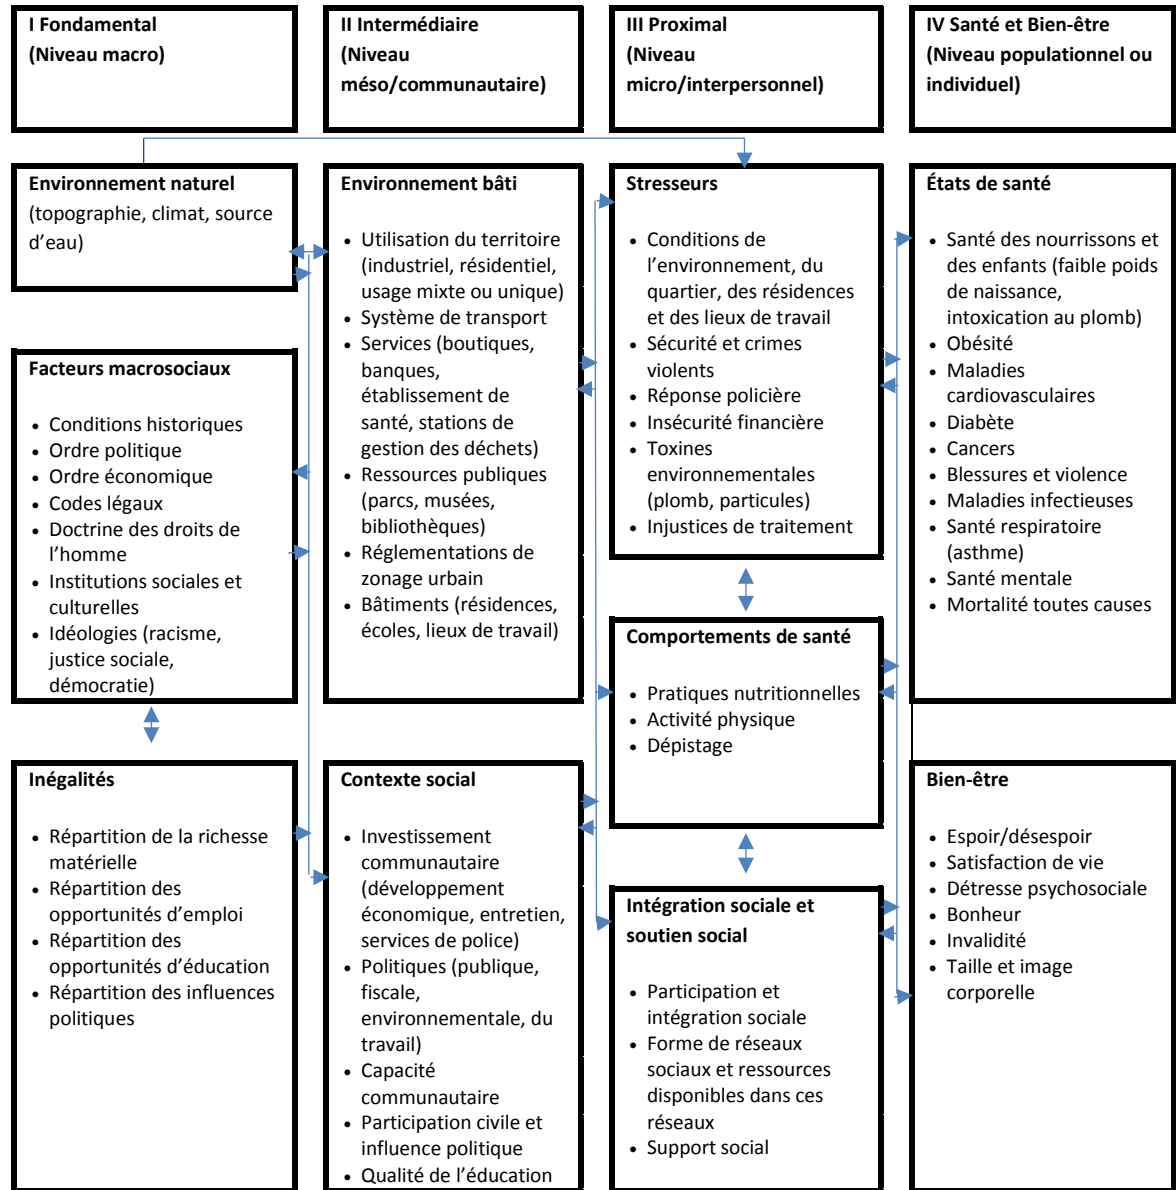 I Fondamental
(Niveau macro)
II Intermédiaire
(Niveau
méso/communautaire)
III Proximal
(Niveau
micro/interpersonnel)
IV Santé et Bien-être
(Niveau populationnel ou
individuel)
Environnement naturel
(topographie, climat, source
d’eau)
Facteurs macrosociaux
• Conditions historiques
• Ordre politique
• Ordre économique
• Codes légaux
• Doctrine des droits de
l’homme
• Institutions sociales et
culturelles
• Idéologies (racisme,
justice sociale,
démocratie)
Inégalités
• Répartition de la richesse
matérielle
• Répartition des
opportunités d’emploi
• Répartition des
opportunités d’éducation
• Répartition des influences
politiques
Environnement bâti
• Utilisation du territoire
(industriel, résidentiel,
usage mixte ou unique)
• Système de transport
• Services (boutiques,
banques,
établissement de
santé, stations de
gestion des déchets)
• Ressources publiques
(parcs, musées,
bibliothèques)
• Réglementations de
zonage urbain
• Bâtiments (résidences,
écoles, lieux de travail)
Contexte social
• Investissement
communautaire
(développement
économique, entretien,
services de police)
• Politiques (publique,
fiscale,
environnementale, du
travail)
• Capacité
communautaire
• Participation civile et
influence politique
• Qualité de l’éducation
Stresseurs
• Conditions de
l’environnement, du
quartier, des résidences
et des lieux de travail
• Sécurité et crimes
violents
• Réponse policière
• Insécurité financière
• Toxines
environnementales
(plomb, particules)
• Injustices de traitement
Comportements de santé
• Pratiques nutritionnelles
• Activité physique
• Dépistage
Intégration sociale et
soutien social
• Participation et
intégration sociale
• Forme de réseaux
sociaux et ressources
disponibles dans ces
réseaux
• Support social
États de santé
• Santé des nourrissons et
des enfants (faible poids
de naissance,
intoxication au plomb)
• Obésité
• Maladies
cardiovasculaires
• Diabète
• Cancers
• Blessures et violence
• Maladies infectieuses
• Santé respiratoire
(asthme)
• Santé mentale
• Mortalité toutes causes
Bien-être
• Espoir/désespoir
• Satisfaction de vie
• Détresse psychosociale
• Bonheur
• Invalidité
• Taille et image
corporelle